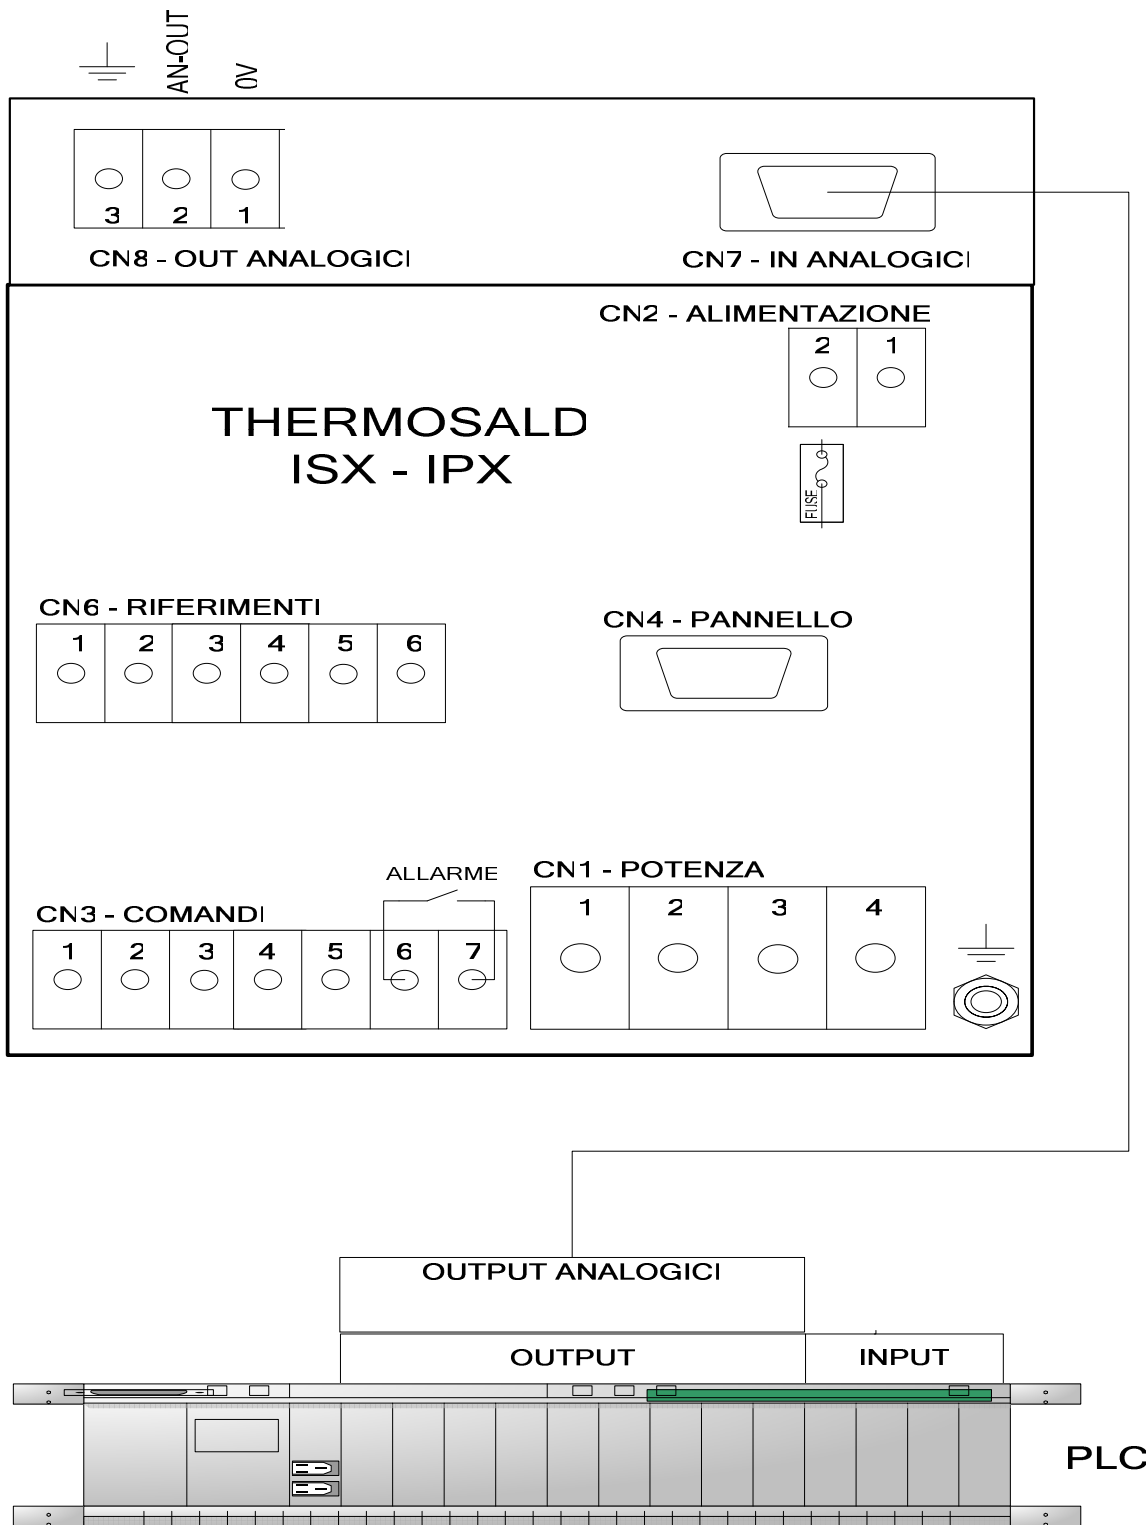 AN-OUT
0V
3 2 1
CN8 - OUT ANALOGICI
CN7 - IN ANALOGICI
CN2 - ALIMENTAZIONE
2 1
THERMOSALD
ISX - IPX
FUSE
CN6 - RIFERIMENTI
1 2 3 4 5 6
CN4 - PANNELLO
ALLARME
CN1 - POTENZA
1 2 3 4
CN3 - COMANDI
1 2 3 4 5 6 7
OUTPUT ANALOGICI
OUTPUT
INPUT
PLC